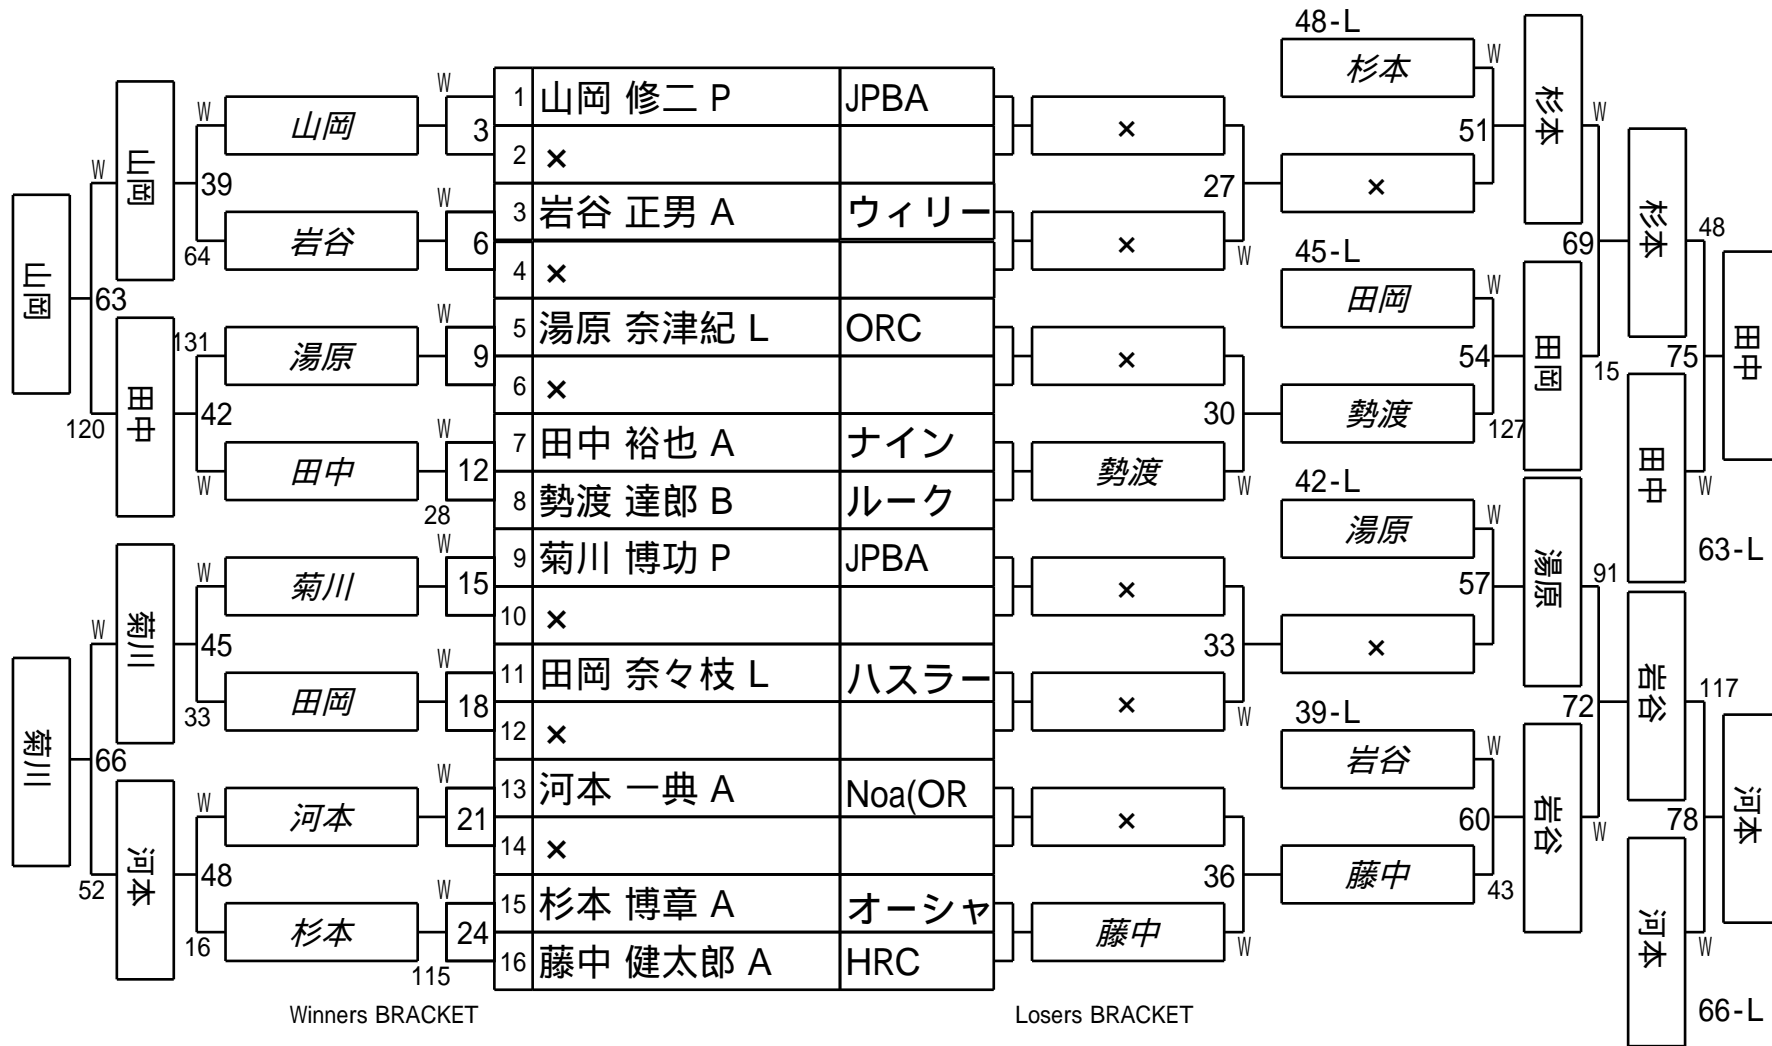 48-L
W
杉本
W
1 山岡 修二 P JPBA
W
山岡
3
×
51
杉本
W
2 ×
W
山岡
39
W
27
×
杉本
48
3 岩谷 正男 A ウィリー
64
岩谷
6
×
W
45-L
69
4 ×
山岡
63
W
田岡
W
田中
5 湯原 奈津紀 L ORC
131
湯原
9
×
54
田岡
15
75
6 ×
120
田中
42
W
30
勢渡
127
7 田中 裕也 A ナイン
W
田中
12
勢渡
W
田中
W
28
8 勢渡 達郎 B ルーク
42-L
W
湯原
W
63-L
9 菊川 博功 P JPBA
W
菊川
15
×
57
湯原
91
10 ×
W
菊川
45
W
33
×
岩谷
117
11 田岡 奈々枝 L ハスラー
33
田岡
18
×
W
39-L
72
12 ×
菊川
66
W
岩谷
W
河本
13 河本 一典 A Noa(OR
W
河本
21
×
60
岩谷
W
78
14 ×
52
河本
48
W
36
藤中
43
15 杉本 博章 A オーシャ
16
杉本
24
藤中
W
河本
W
115
16 藤中 健太郎 A HRC
Winners BRACKET
Losers BRACKET
66-L